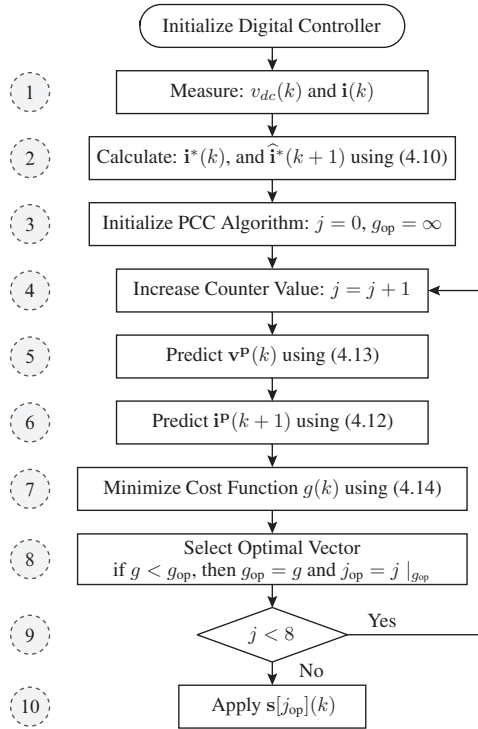 Initialize Digital Controller
1 Measure: v_dc(k) and i(k)
2 Calculate: i*(k), and î*(k + 1) using (4.10)
3 Initialize PCC Algorithm: j = 0, g_op = ∞
4 Increase Counter Value: j = j + 1
5 Predict v^P(k) using (4.13)
6 Predict i^P(k + 1) using (4.12)
7 Minimize Cost Function g(k) using (4.14)
8 Select Optimal Vector
if g < g_op, then g_op = g and j_op = j |_g_op
9 j < 8 Yes
No
10 Apply s[j_op](k)